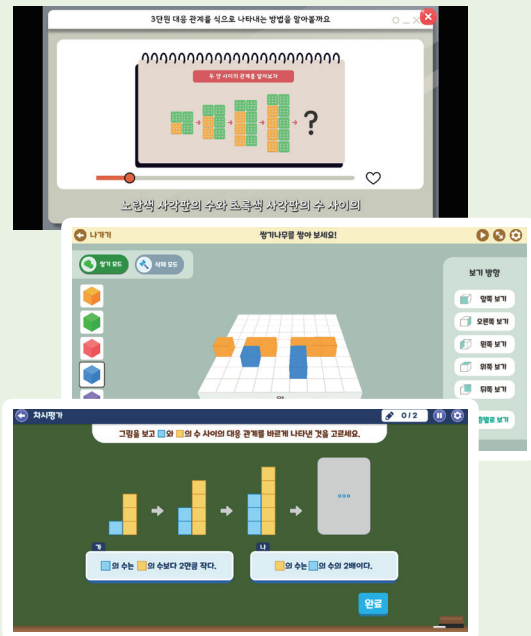 3단원 대응 관계를 식으로 나타내는 방법을 알아볼까요
두 양 사이의 관계를 알아보자
?
노란색 사각판의 수와 초록색 사각판의 수 사이의
나가기
쌓기나무를 쌓아 보세요!
쌓기 모드
삭제 모드
보기 방향
앞쪽 보기
오른쪽 보기
왼쪽 보기
위쪽 보기
뒤쪽 보기
층별로 보기
차시평가
0/2
그림을 보고 와 의 수 사이의 대응 관계를 바르게 나타낸 것을 고르세요.
가
의 수는 의 수보다 2만큼 작다.
나
의 수는 의 수의 2배이다.
완료